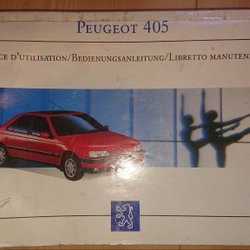 PEUGEOT 405
CE D'UTILISATION/BEDIENUNGSANLEITUNG/LIBRETTO MANUTEN